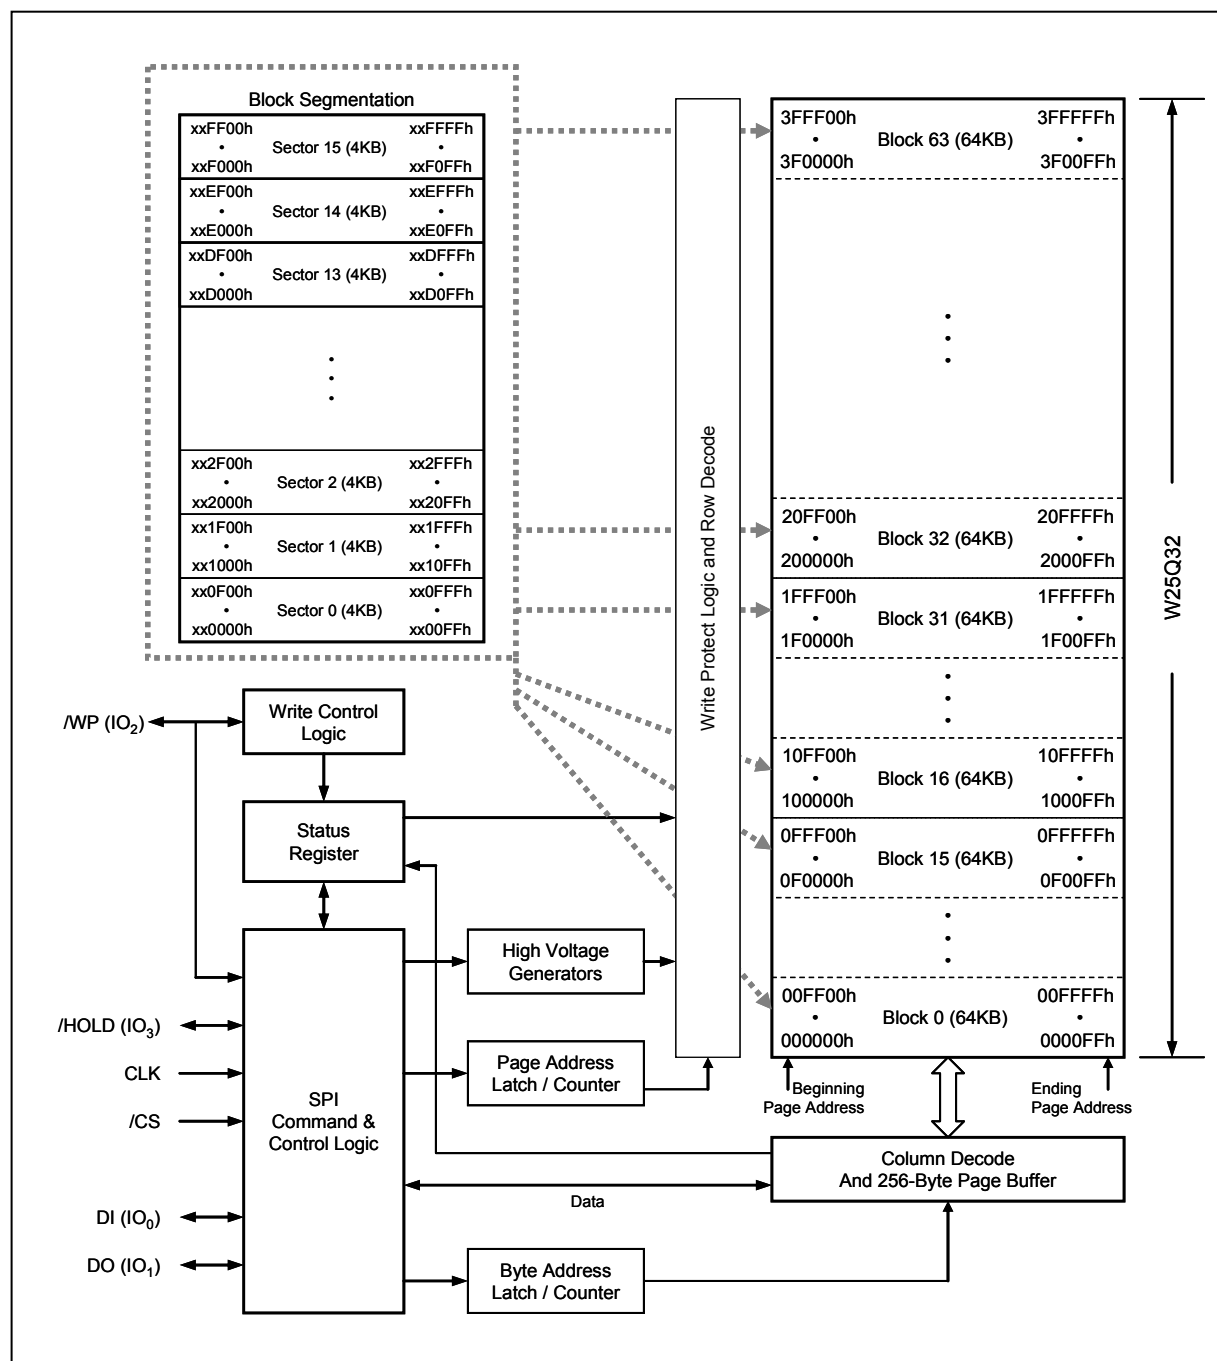 Block Segmentation
xxFF00h xxFFFFh
• Sector 15 (4KB) •
xxF000h xxF0FFh
xxEF00h xxEFFFh
• Sector 14 (4KB) •
xxE000h xxE0FFh
xxDF00h xxDFFFh
• Sector 13 (4KB) •
xxD000h xxD0FFh
xx2F00h xx2FFFh
• Sector 2 (4KB) •
xx2000h xx20FFh
xx1F00h xx1FFFh
• Sector 1 (4KB) •
xx1000h xx10FFh
xx0F00h xx0FFFh
• Sector 0 (4KB) •
xx0000h xx00FFh
Write Protect Logic and Row Decode
3FFF00h 3FFFFFh
• Block 63 (64KB) •
3F0000h 3F00FFh
20FF00h 20FFFFh
• Block 32 (64KB) •
200000h 2000FFh
1FFF00h 1FFFFFh
• Block 31 (64KB) •
1F0000h 1F00FFh
10FF00h 10FFFFh
• Block 16 (64KB) •
100000h 1000FFh
0FFF00h 0FFFFFh
• Block 15 (64KB) •
0F0000h 0F00FFh
00FF00h 00FFFFh
• Block 0 (64KB) •
000000h 0000FFh
W25Q32
Beginning
Page Address
Ending
Page Address
/WP (IO2)
Write Control
Logic
Status
Register
High Voltage
Generators
/HOLD (IO3)
CLK
/CS
DI (IO0)
DO (IO1)
SPI
Command &
Control Logic
Page Address
Latch / Counter
Column Decode
And 256-Byte Page Buffer
Data
Byte Address
Latch / Counter